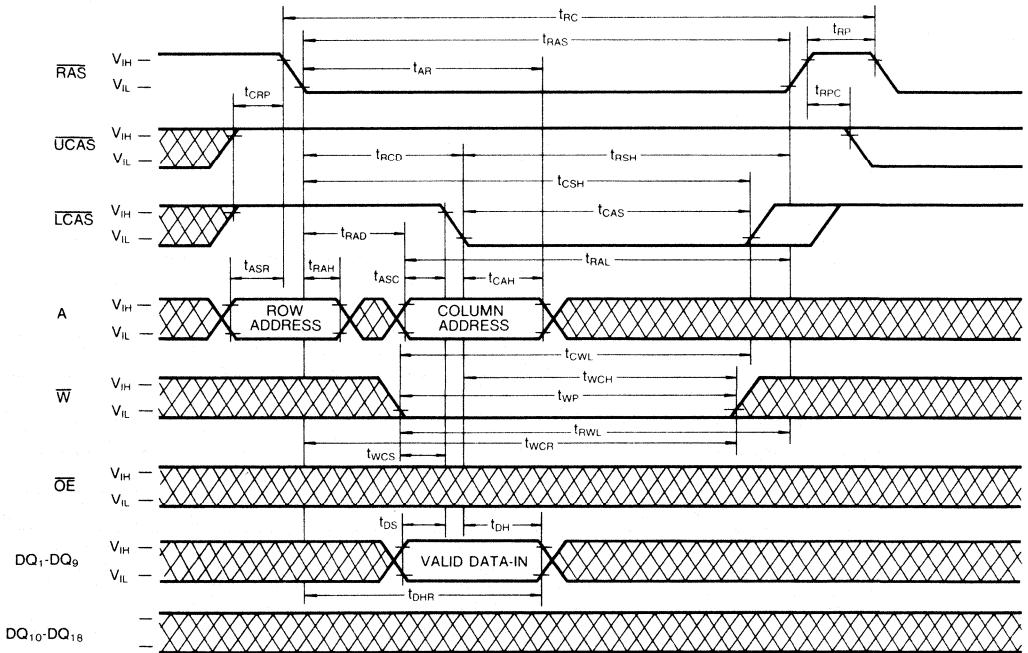 tRC
tRAS
tRP
RAS
VIH
VIL
tAR
tCRP
tRPC
UCAS
VIH
VIL
tRCD
tRSH
tCSH
LCAS
VIH
VIL
tCAS
tRAD
tRAL
tASR
tRAH
tASC
tCAH
A
VIH
VIL
ROW
ADDRESS
COLUMN
ADDRESS
tCWL
tWCH
W
VIH
VIL
tWP
tRWL
tWCR
tWCS
OE
VIH
VIL
tDS
tDH
DQ1-DQ9
VIH
VIL
VALID DATA-IN
tDHR
DQ10-DQ18